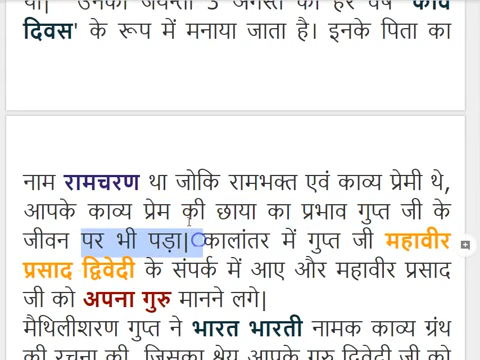 था| उनकी जयन्ती 3 अगस्त को हर वर्ष 'कवि
दिवस' के रूप में मनाया जाता है। इनके पिता का
नाम रामचरण था जोकि रामभक्त एवं काव्य प्रेमी थे,
आपके काव्य प्रेम की छाया का प्रभाव गुप्त जी के
जीवन पर भी पड़ा| कालांतर में गुप्त जी महावीर
प्रसाद द्विवेदी के संपर्क में आए और महावीर प्रसाद
जी को अपना गुरु मानने लगे|
मैथिलीशरण गुप्त ने भारत भारती नामक काव्य ग्रंथ
की रचना की, जिसका श्रेय आपके गुरु द्विवेदी जी को